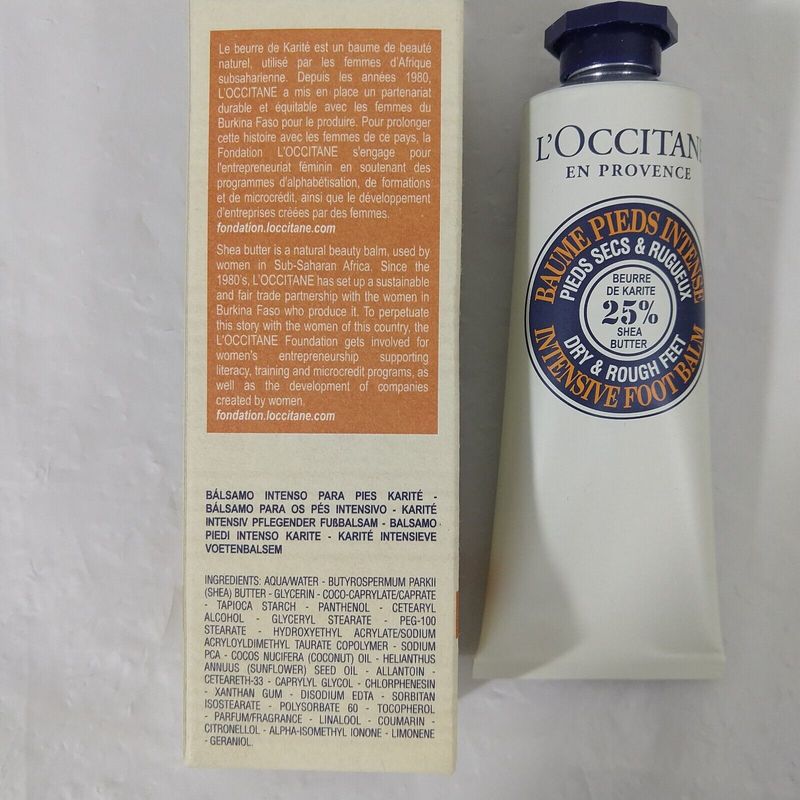 Le beurre de Karité est un baume de beauté
naturel, utilisé par les femmes d'Afrique
subsaharienne. Depuis les années 1980,
L'OCCITANE a mis en place un partenariat
durable et équitable avec les femmes du
Burkina Faso pour le produire. Pour prolonger
cette histoire avec les femmes de ce pays, la
Fondation L'OCCITANE s'engage pour
l'entrepreneuriat féminin en soutenant des
programmes d'alphabétisation, de formations
et de microcrédit, ainsi que le développement
d'entreprises créées par des femmes.
fondation.loccitane.com
Shea butter is a natural beauty balm, used by
women in Sub-Saharan Africa. Since the
1980's, L'OCCITANE has set up a sustainable
and fair trade partnership with the women in
Burkina Faso who produce it. To perpetuate
this story with the women of this country, the
L'OCCITANE Foundation gets involved for
women's entrepreneurship supporting
literacy, training and microcredit programs, as
well as the development of companies
created by women.
fondation.loccitane.com
BÁLSAMO INTENSO PARA PIES KARITÉ -
BÁLSAMO PARA OS PÉS INTENSIVO - KARITÉ
INTENSIV PFLEGENDER FUßBALSAM - BALSAMO
PIEDI INTENSO KARITE - KARITÉ INTENSIEVE
VOETENBALSEM
INGREDIENTS: AQUA/WATER - BUTYROSPERMUM PARKII
(SHEA) BUTTER - GLYCERIN - COCO-CAPRYLATE/CAPRATE
- TAPIOCA STARCH - PANTHENOL - CETEARYL
ALCOHOL - GLYCERYL STEARATE - PEG-100
STEARATE - HYDROXYETHYL ACRYLATE/SODIUM
ACRYLOYLDIMETHYL TAURATE COPOLYMER - SODIUM
PCA - COCOS NUCIFERA (COCONUT) OIL - HELIANTHUS
ANNUUS (SUNFLOWER) SEED OIL - ALLANTOIN -
CETEARETH-33 - CAPRYLYL GLYCOL - CHLORPHENESIN
- XANTHAN GUM - DISODIUM EDTA - SORBITAN
ISOSTEARATE - POLYSORBATE 60 - TOCOPHEROL
- PARFUM/FRAGRANCE - LINALOOL - COUMARIN -
CITRONELLOL - ALPHA-ISOMETHYL IONONE - LIMONENE
- GERANIOL.
L'OCCITAN
EN PROVENCE
BAUME PIEDS INTENSE
PIEDS SECS & RUGUEUX
BEURRE
DE KARITE
25%
SHEA
BUTTER
DRY & ROUGH FEET
INTENSIVE FOOT BALM